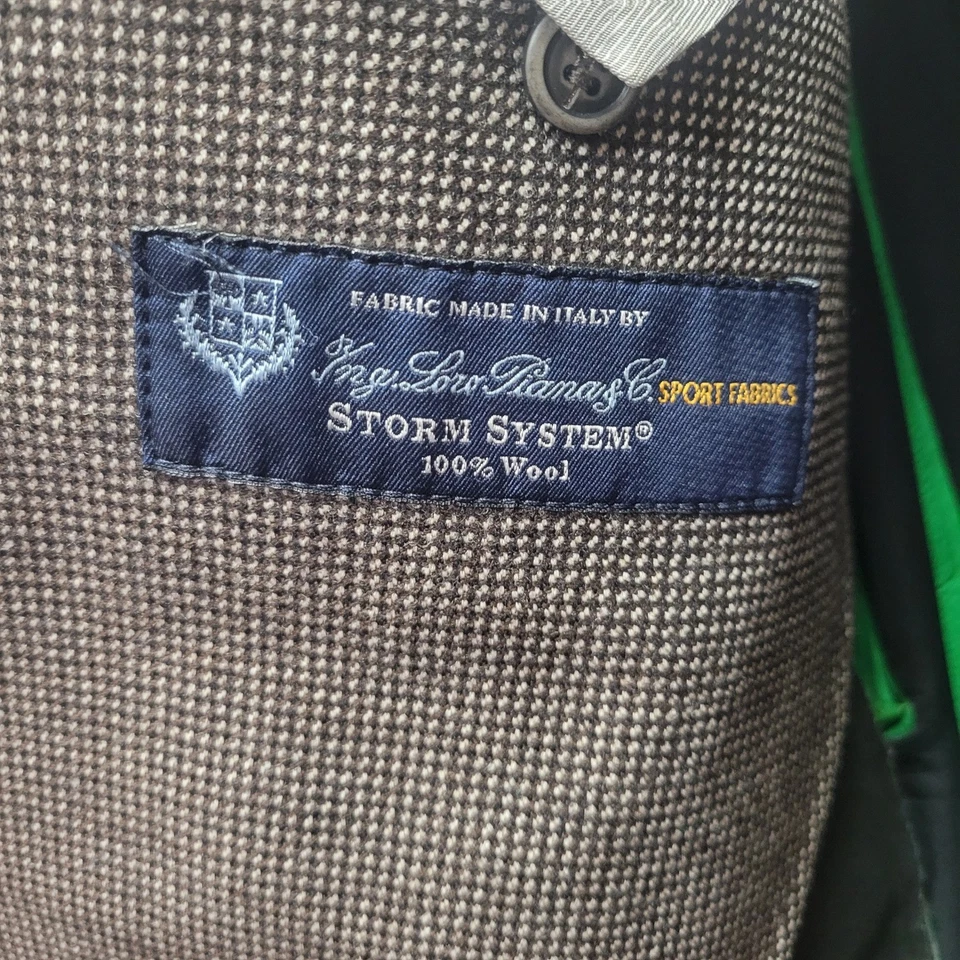 FABRIC MADE IN ITALY BY
Ing. Loro Piana & C. SPORT FABRICS
STORM SYSTEM®
100% Wool